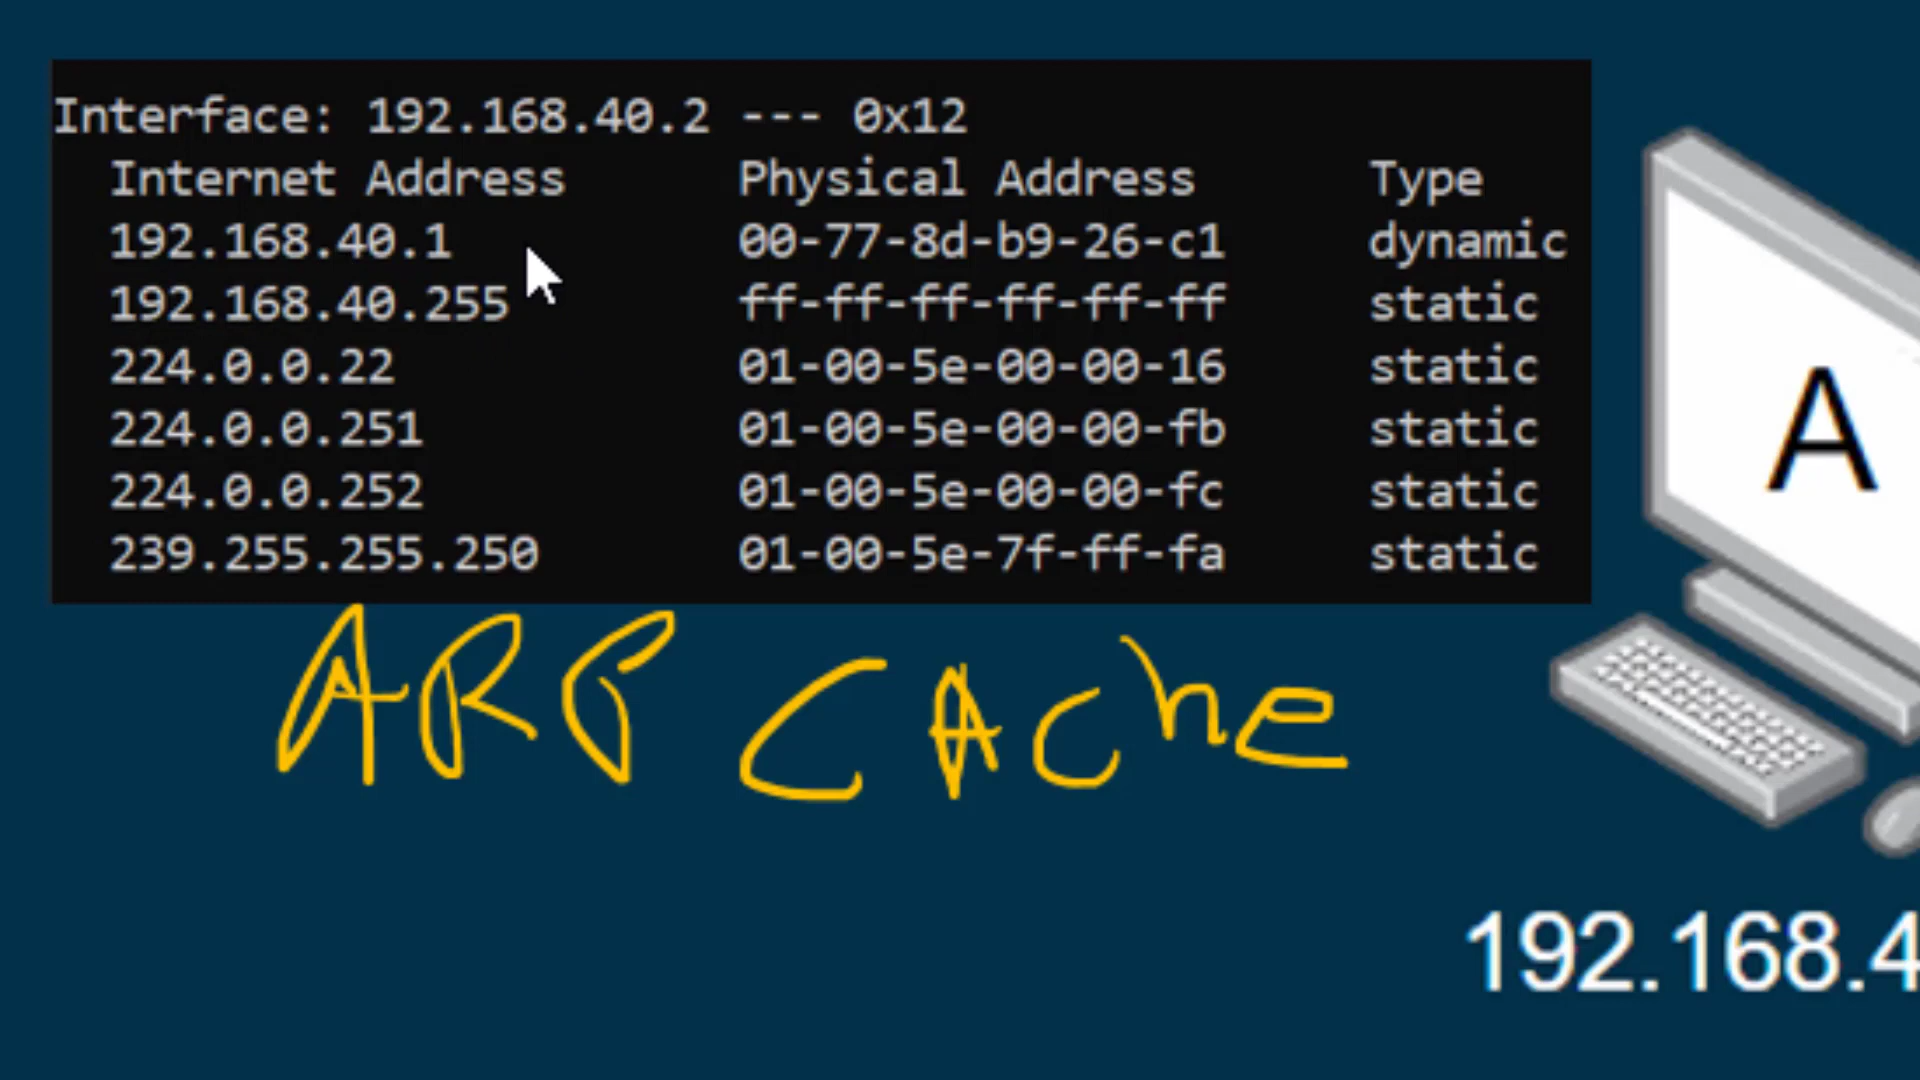 Interface: 192.168.40.2 --- 0x12
Internet Address Physical Address Type
192.168.40.1 00-77-8d-b9-26-c1 dynamic
192.168.40.255 ff-ff-ff-ff-ff-ff static
224.0.0.22 01-00-5e-00-00-16 static
224.0.0.251 01-00-5e-00-00-fb static
224.0.0.252 01-00-5e-00-00-fc static
239.255.255.250 01-00-5e-7f-ff-fa static
A
ARP CAche
192.168.4